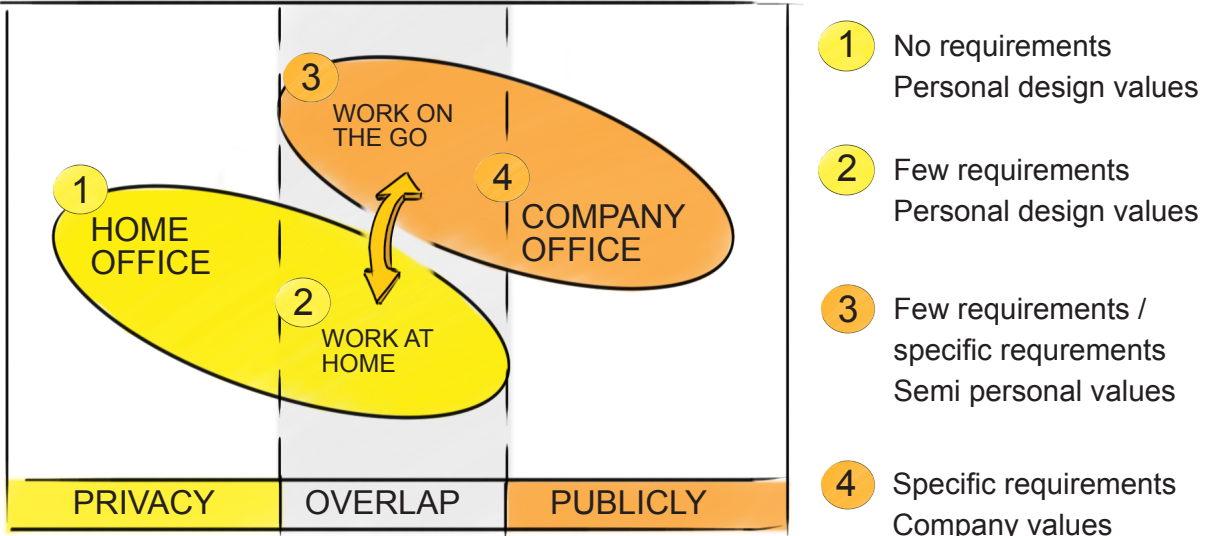 3
WORK ON
THE GO
1
4
HOME
OFFICE
COMPANY
OFFICE
2
WORK AT
HOME
PRIVACY
OVERLAP
PUBLICLY
1
No requirements
Personal design values
2
Few requirements
Personal design values
3
Few requirements /
specific requrements
Semi personal values
4
Specific requirements
Company values